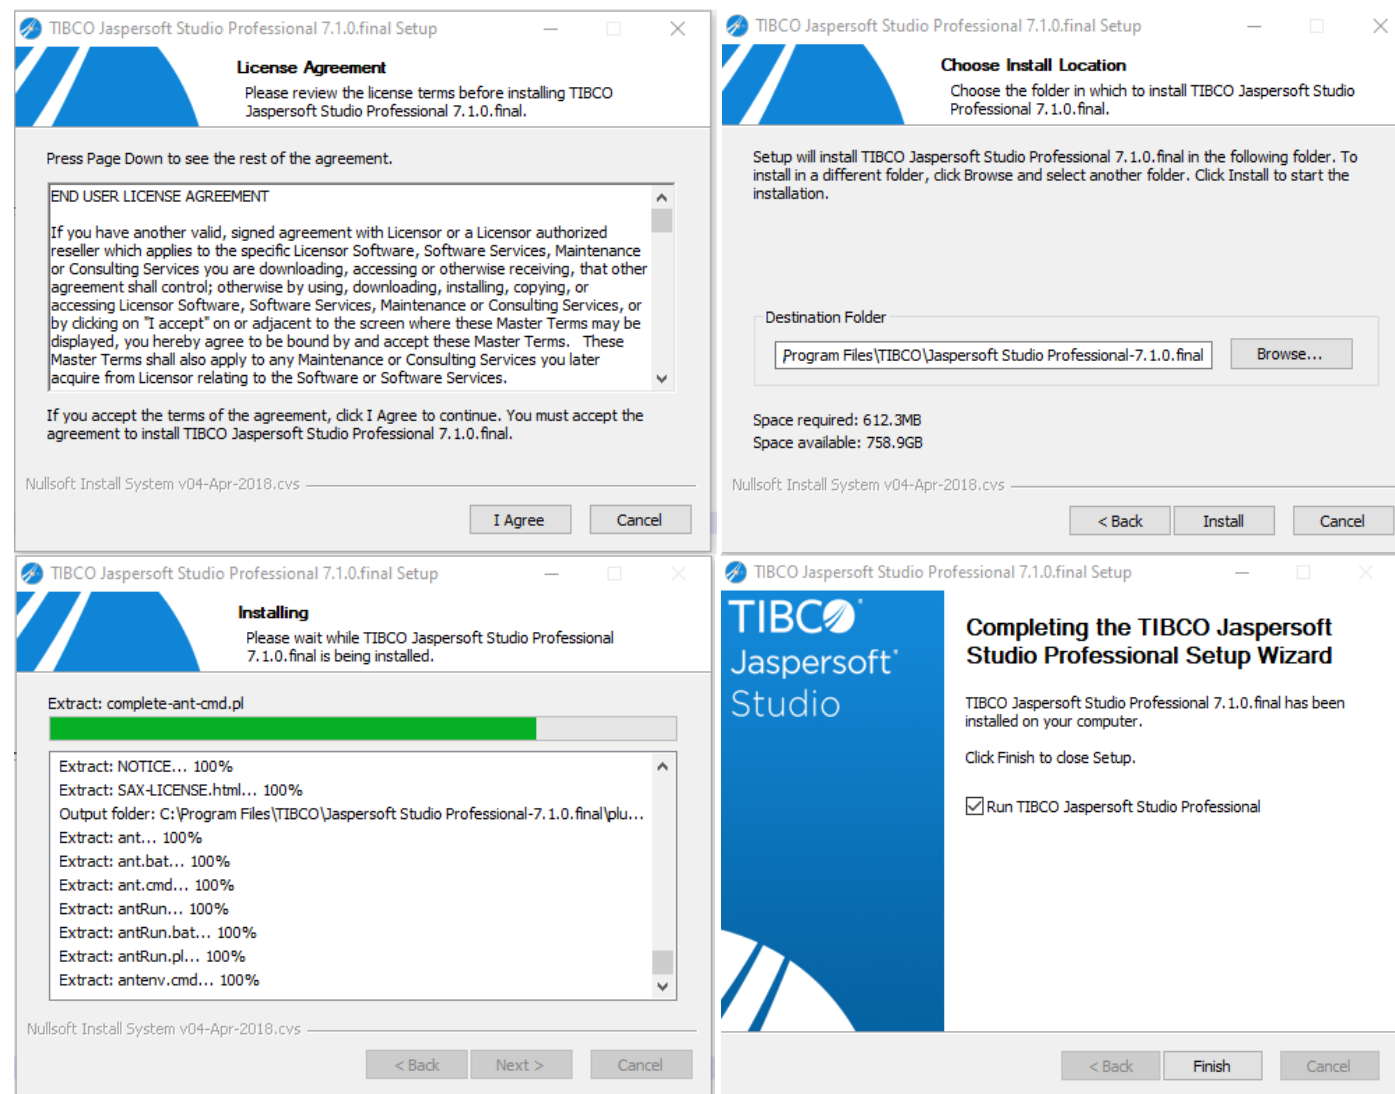 TIBCO Jaspersoft Studio Professional 7.1.0.final Setup
License Agreement
Please review the license terms before installing TIBCO
Jaspersoft Studio Professional 7.1.0.final.
Press Page Down to see the rest of the agreement.
END USER LICENSE AGREEMENT
If you have another valid, signed agreement with Licensor or a Licensor authorized
reseller which applies to the specific Licensor Software, Software Services, Maintenance
or Consulting Services you are downloading, accessing or otherwise receiving, that other
agreement shall control; otherwise by using, downloading, installing, copying, or
accessing Licensor Software, Software Services, Maintenance or Consulting Services, or
by clicking on "I accept" on or adjacent to the screen where these Master Terms may be
displayed, you hereby agree to be bound by and accept these Master Terms. These
Master Terms shall also apply to any Maintenance or Consulting Services you later
acquire from Licensor relating to the Software or Software Services.
If you accept the terms of the agreement, click I Agree to continue. You must accept the
agreement to install TIBCO Jaspersoft Studio Professional 7.1.0.final.
Nullsoft Install System v04-Apr-2018.cvs
I Agree
Cancel
TIBCO Jaspersoft Studio Professional 7.1.0.final Setup
Choose Install Location
Choose the folder in which to install TIBCO Jaspersoft Studio
Professional 7.1.0.final.
Setup will install TIBCO Jaspersoft Studio Professional 7.1.0.final in the following folder. To
install in a different folder, click Browse and select another folder. Click Install to start the
installation.
Destination Folder
Program Files\TIBCO\Jaspersoft Studio Professional-7.1.0.final
Browse...
Space required: 612.3MB
Space available: 758.9GB
Nullsoft Install System v04-Apr-2018.cvs
< Back
Install
Cancel
TIBCO Jaspersoft Studio Professional 7.1.0.final Setup
Installing
Please wait while TIBCO Jaspersoft Studio Professional
7.1.0.final is being installed.
Extract: complete-ant-cmd.pl
Extract: NOTICE... 100%
Extract: SAX-LICENSE.html... 100%
Output folder: C:\Program Files\TIBCO\Jaspersoft Studio Professional-7.1.0.final\plu...
Extract: ant... 100%
Extract: ant.bat... 100%
Extract: ant.cmd... 100%
Extract: antRun... 100%
Extract: antRun.bat... 100%
Extract: antRun.pl... 100%
Extract: antenv.cmd... 100%
Nullsoft Install System v04-Apr-2018.cvs
< Back
Next >
Cancel
TIBCO Jaspersoft Studio Professional 7.1.0.final Setup
TIBCO
Jaspersoft
Studio
Completing the TIBCO Jaspersoft
Studio Professional Setup Wizard
TIBCO Jaspersoft Studio Professional 7.1.0.final has been
installed on your computer.
Click Finish to close Setup.
Run TIBCO Jaspersoft Studio Professional
< Back
Finish
Cancel